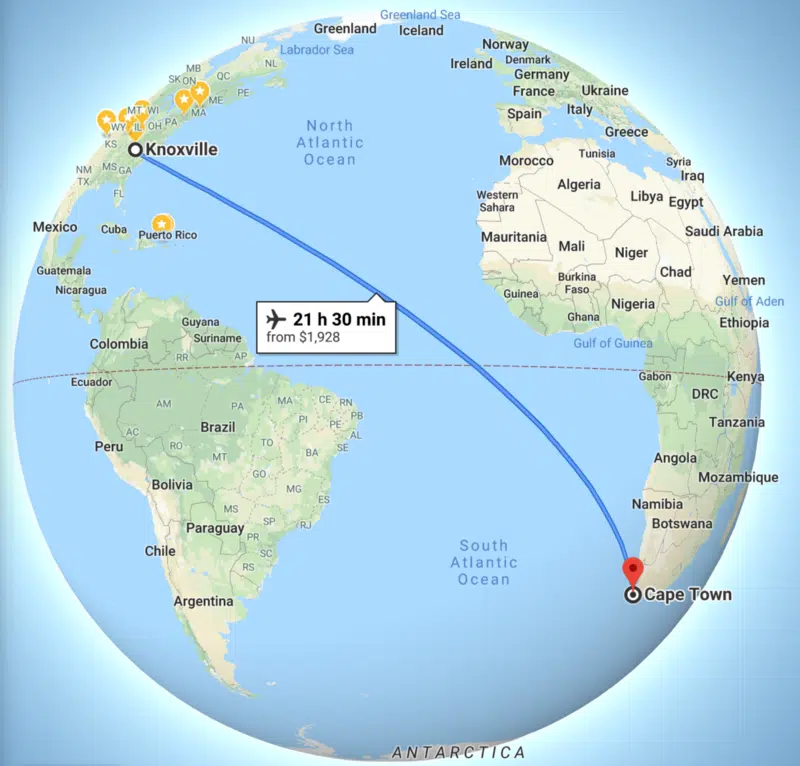 Greenland Sea
Greenland
Iceland
NU
Labrador Sea
Norway
Denmark
Ireland
Germany
MB
NL
SK
ON
QC
France
Ukraine
PE
ME
Spain
Italy
MT
WI
MA
WY
IL
OH
PA
Greece
North
Atlantic
Ocean
KS
Knoxville
Morocco
Tunisia
Syria
Iraq
NM
MS
GA
TX
FL
Algeria
Libya
Egypt
Western
Sahara
Mexico
Cuba
Puerto Rico
Mauritania
Mali
Niger
Saudi Arabia
Guatemala
Chad
Nicaragua
Burkina
Faso
Yemen
Guinea
Nigeria
Gulf of Aden
21 h 30 min
from $1,928
Guyana
Suriname
Ghana
Ethiopia
Colombia
Gulf of Guinea
RR
AP
Ecuador
Gabon
Kenya
DRC
AM
PA
MA
CE
RN
PI
PB
PE
Tanzania
AC
Brazil
AL
Peru
RO
TO
SE
MT
BA
Angola
Bolivia
GO
Mozambique
MG
ES
Namibia
MS
SP
RJ
Botswana
Paraguay
PR
Chile
SC
South
Atlantic
Ocean
RS
Argentina
Cape Town
ANTARCTICA